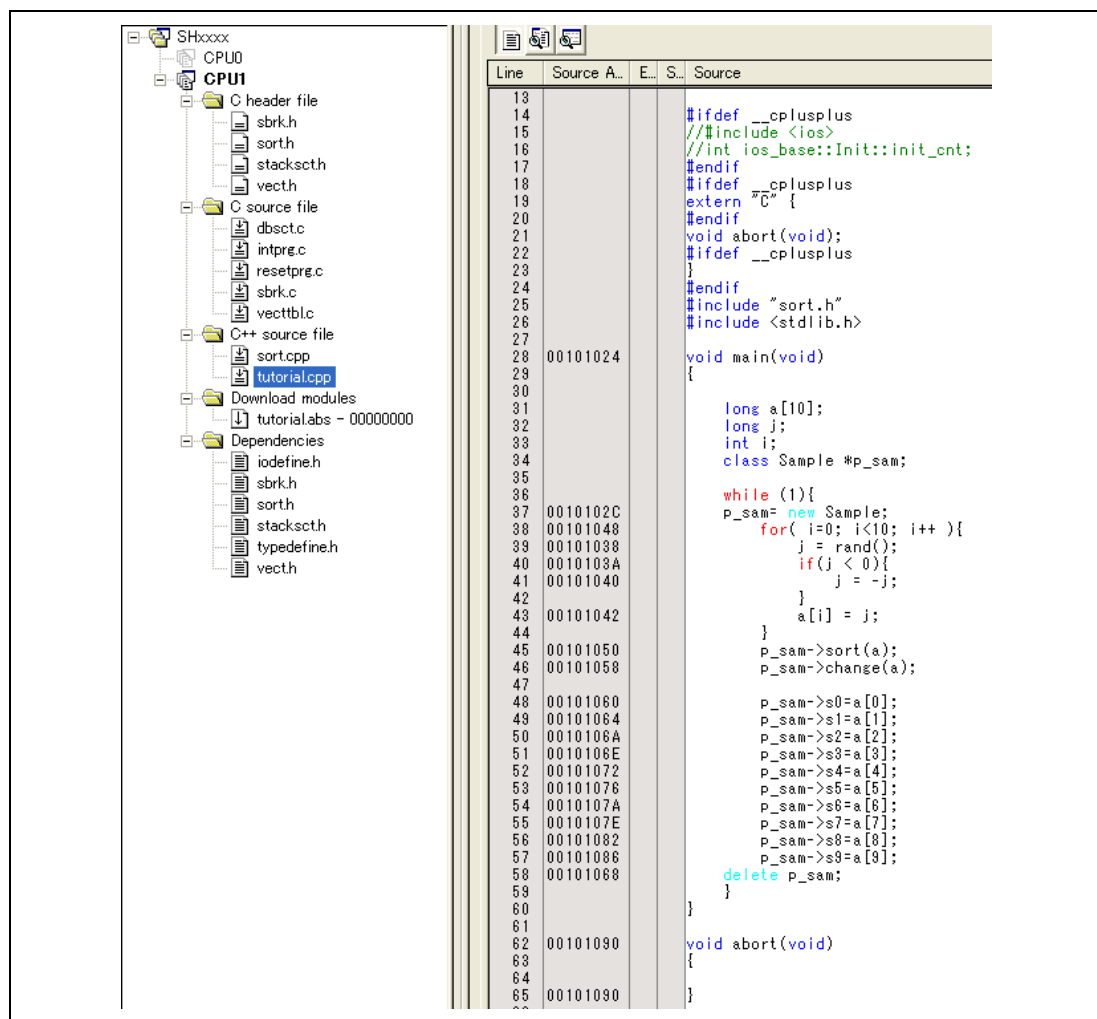 SHxxxx
CPU0
CPU1
C header file
sbrk.h
sort.h
stacksct.h
vect.h
C source file
dbsct.c
intprg.c
resetprg.c
sbrk.c
vecttbl.c
C++ source file
sort.cpp
tutorial.cpp
Download modules
tutorial.abs - 00000000
Dependencies
iodefine.h
sbrk.h
sort.h
stacksct.h
typedefine.h
vect.h
Line Source A... E... S... Source
13
14 #ifdef __cplusplus
15 //#include <ios>
16 //int ios_base::Init::init_cnt;
17 #endif
18 #ifdef __cplusplus
19 extern "C" {
20 #endif
21 void abort(void);
22 #ifdef __cplusplus
23 }
24 #endif
25 #include "sort.h"
26 #include <stdlib.h>
27
28 00101024 void main(void)
29 {
30
31 long a[10];
32 long j;
33 int i;
34 class Sample *p_sam;
35
36 while (1){
37 0010102C p_sam= new Sample;
38 00101048 for( i=0; i<10; i++ ){
39 00101038 j = rand();
40 0010103A if(j < 0){
41 00101040 j = -j;
42 }
43 00101042 a[i] = j;
44 }
45 00101050 p_sam->sort(a);
46 00101058 p_sam->change(a);
47
48 00101060 p_sam->s0=a[0];
49 00101064 p_sam->s1=a[1];
50 0010106A p_sam->s2=a[2];
51 0010106E p_sam->s3=a[3];
52 00101072 p_sam->s4=a[4];
53 00101076 p_sam->s5=a[5];
54 0010107A p_sam->s6=a[6];
55 0010107E p_sam->s7=a[7];
56 00101082 p_sam->s8=a[8];
57 00101086 p_sam->s9=a[9];
58 00101068 delete p_sam;
59 }
60 }
61
62 00101090 void abort(void)
63 {
64
65 00101090 }